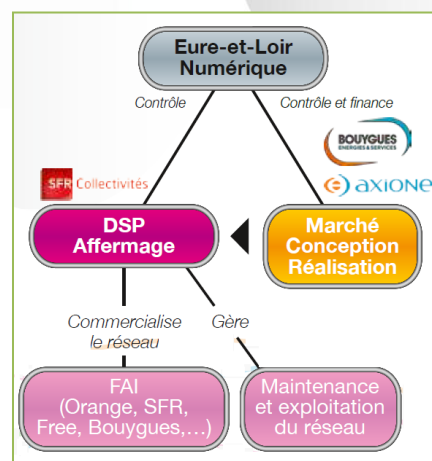 Eure-et-Loir
Numérique
Contrôle
Contrôle et finance
BOUYGUES
ENERGIES & SERVICES
SFR Collectivités
axione
DSP
Affermage
Marché
Conception
Réalisation
Commercialise
le réseau
Gère
FAI
(Orange, SFR,
Free, Bouygues,...)
Maintenance
et exploitation
du réseau